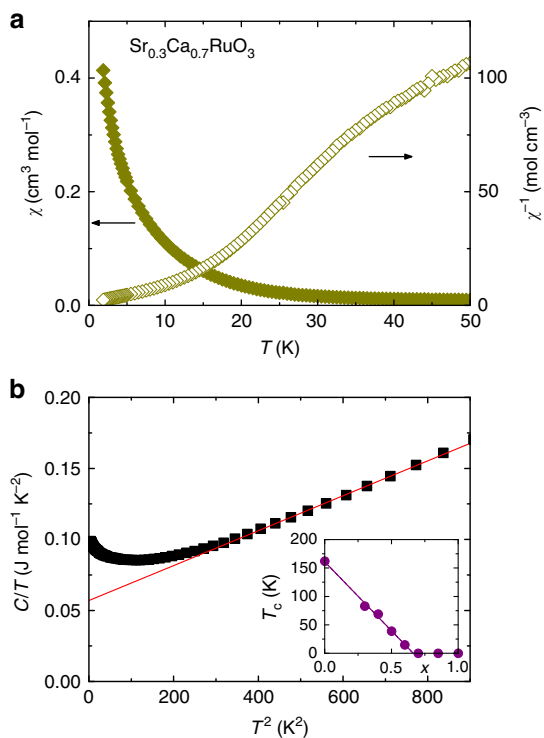 a
Sr₀.₃Ca₀.₇RuO₃
0.4
0.2
0.0
χ (cm³ mol⁻¹)
100
50
0
χ⁻¹ (mol cm⁻³)
0 10 20 30 40 50
T (K)
b
0.20
0.15
0.10
0.05
0.00
C/T (J mol⁻¹ K⁻²)
200
150
100
50
0
T_c (K)
0.0 0.5 x 1.0
0 200 400 600 800
T² (K²)